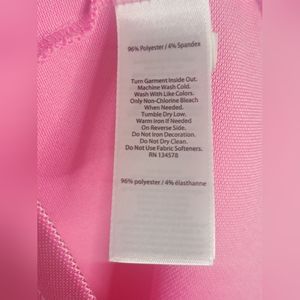 96% Polyester / 4% Spandex
Turn Garment Inside Out.
Machine Wash Cold.
Wash With Like Colors.
Only Non-Chlorine Bleach
When Needed.
Tumble Dry Low.
Warm Iron if Needed
On Reverse Side.
Do Not Iron Decoration.
Do Not Dry Clean.
Do Not Use Fabric Softeners.
RN 134578
96% polyester / 4% élasthanne